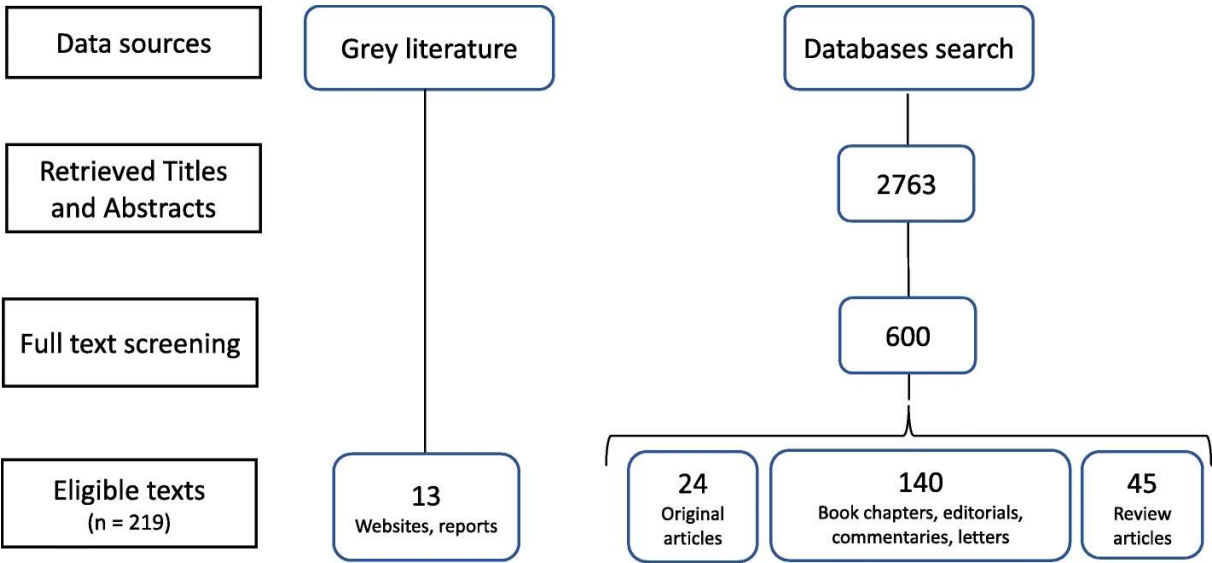 Data sources
Grey literature
Databases search
Retrieved Titles
and Abstracts
2763
Full text screening
600
Eligible texts
(n = 219)
13
Websites, reports
24
Original
articles
140
Book chapters, editorials,
commentaries, letters
45
Review
articles